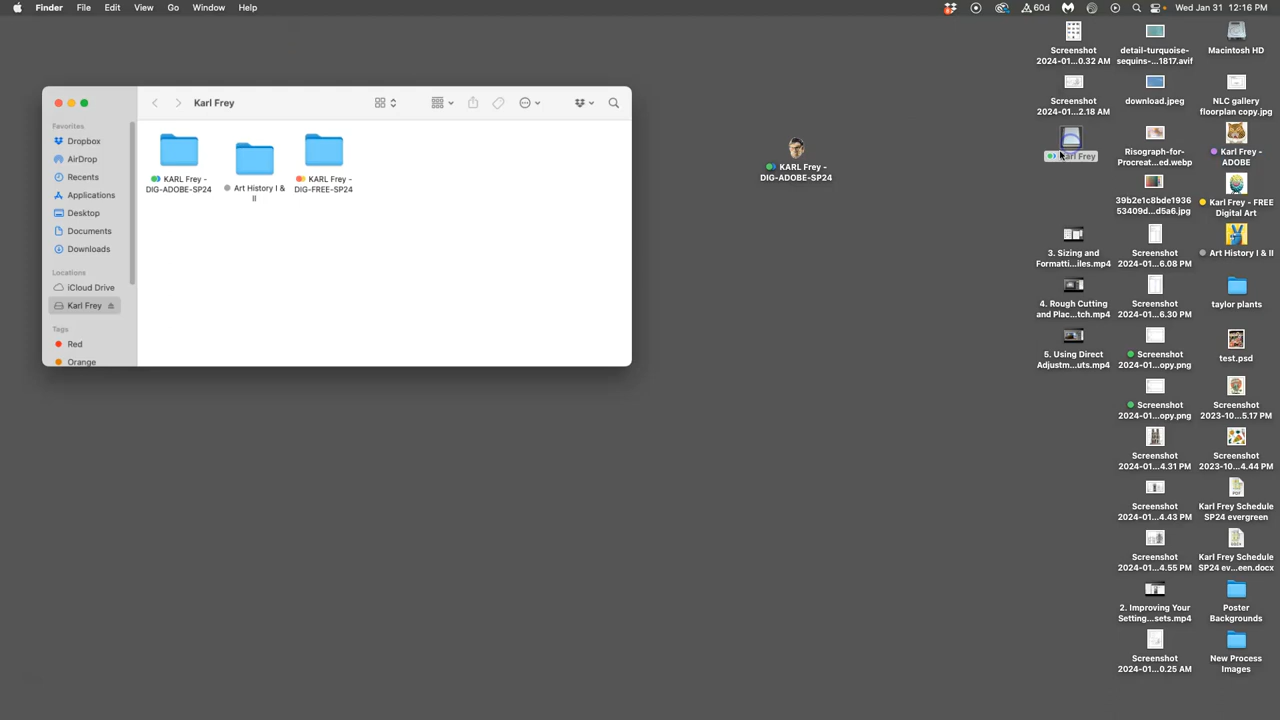 Finder File Edit View Go Window Help
60d Wed Jan 31 12:16 PM
Karl Frey
Favorites
Dropbox
AirDrop
Recents
Applications
Desktop
Documents
Downloads
Locations
iCloud Drive
Karl Frey
Tags
Red
Orange
KARL Frey -
DIG-ADOBE-SP24
Art History I &
II
KARL Frey -
DIG-FREE-SP24
KARL Frey -
DIG-ADOBE-SP24
Screenshot
2024-01...0.32 AM
Screenshot
2024-01...2.18 AM
Karl Frey
3. Sizing and
Formatti...iles.mp4
4. Rough Cutting
and Plac...tch.mp4
5. Using Direct
Adjustm...uts.mp4
detail-turquoise-
sequins-...1817.avif
download.jpeg
Risograph-for-
Procreat...ed.webp
39b2e1c8bde1936
53409d...d5a6.jpg
Screenshot
2024-01...6.08 PM
Screenshot
2024-01...6.30 PM
Screenshot
2024-01...opy.png
Screenshot
2024-01...opy.png
Screenshot
2024-01...4.31 PM
Screenshot
2024-01...4.43 PM
Screenshot
2024-01...4.55 PM
2. Improving Your
Setting...sets.mp4
Screenshot
2024-01...0.25 AM
Macintosh HD
NLC gallery
floorplan copy.jpg
Karl Frey -
ADOBE
Karl Frey - FREE
Digital Art
Art History I & II
taylor plants
test.psd
Screenshot
2023-10...5.17 PM
Screenshot
2023-10...4.44 PM
PDF
Karl Frey Schedule
SP24 evergreen
Karl Frey Schedule
SP24 ev...een.docx
Poster
Backgrounds
New Process
Images